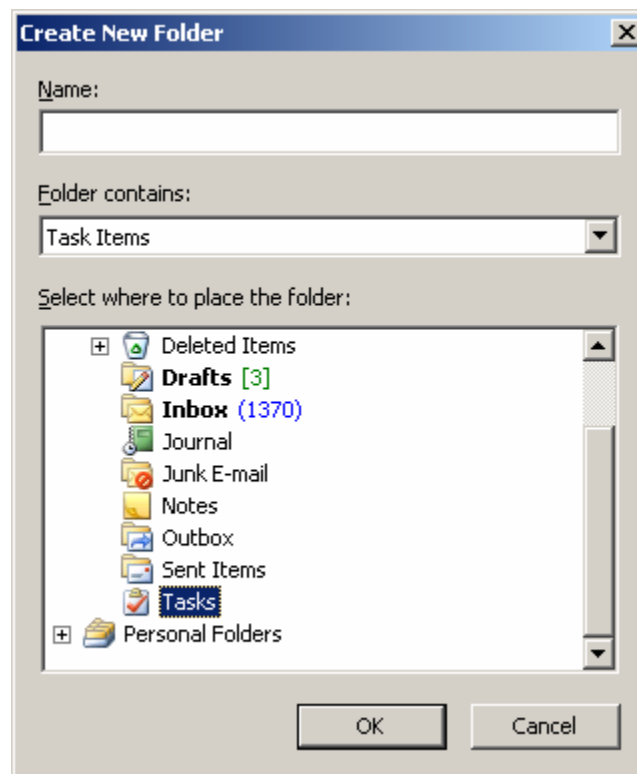 Create New Folder
Name:
Folder contains:
Task Items
Select where to place the folder:
Deleted Items
Drafts [3]
Inbox (1370)
Journal
Junk E-mail
Notes
Outbox
Sent Items
Tasks
Personal Folders
OK Cancel